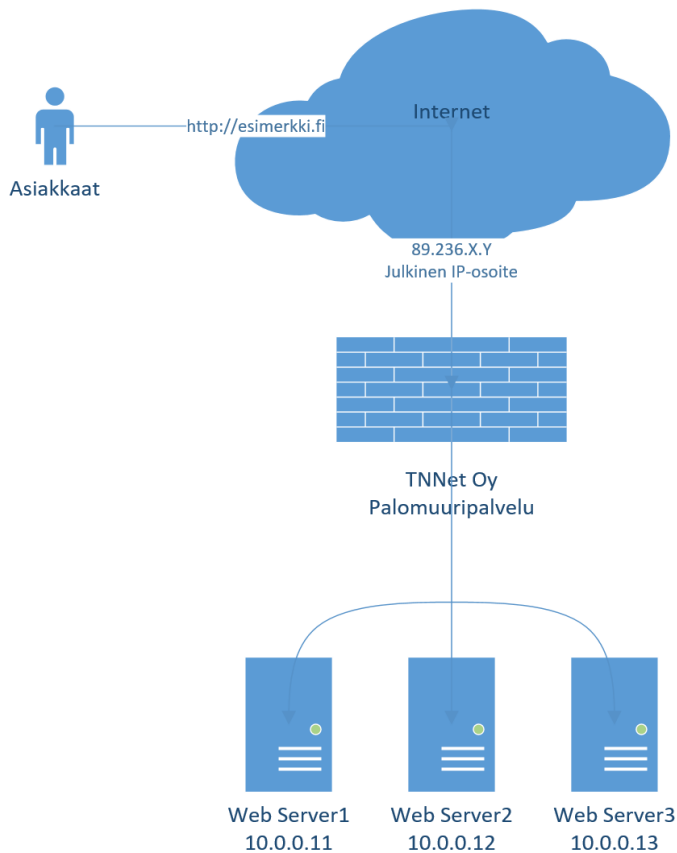 Internet
http://esimerkki.fi
Asiakkaat
89.236.X.Y
Julkinen IP-osoite
TNNet Oy
Palomuuripalvelu
Web Server1
10.0.0.11
Web Server2
10.0.0.12
Web Server3
10.0.0.13